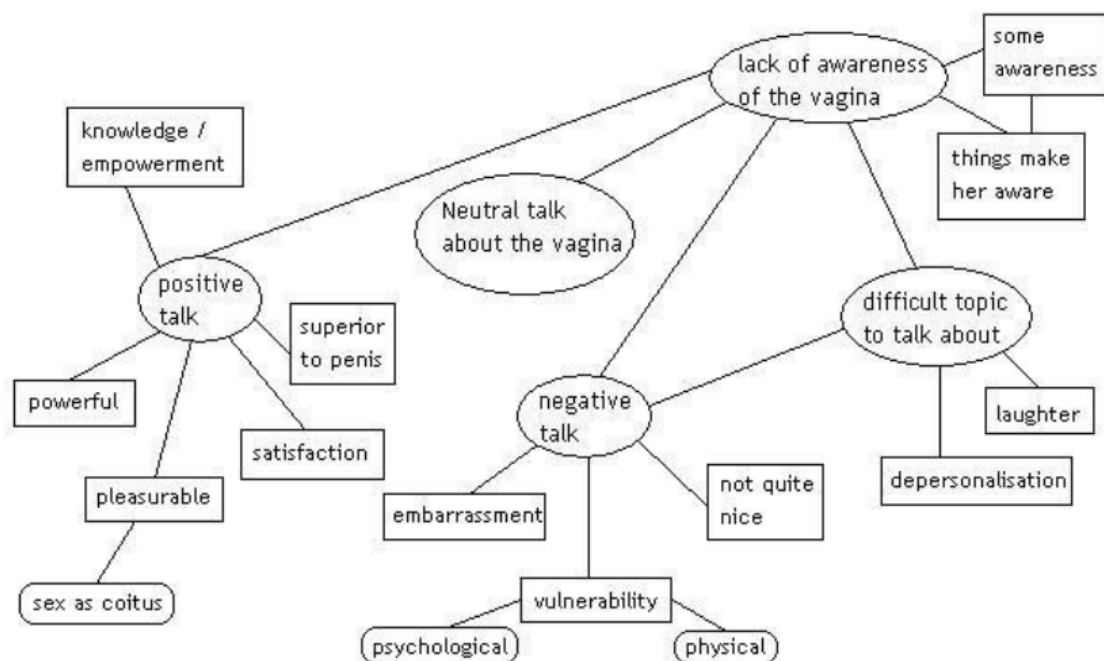 some
awareness
lack of awareness
of the vagina
knowledge /
empowerment
things make
her aware
Neutral talk
about the vagina
positive
talk
difficult topic
to talk about
superior
to penis
powerful
negative
talk
laughter
satisfaction
pleasurable
not quite
nice
depersonalisation
embarrassment
sex as coitus
vulnerability
psychological
physical